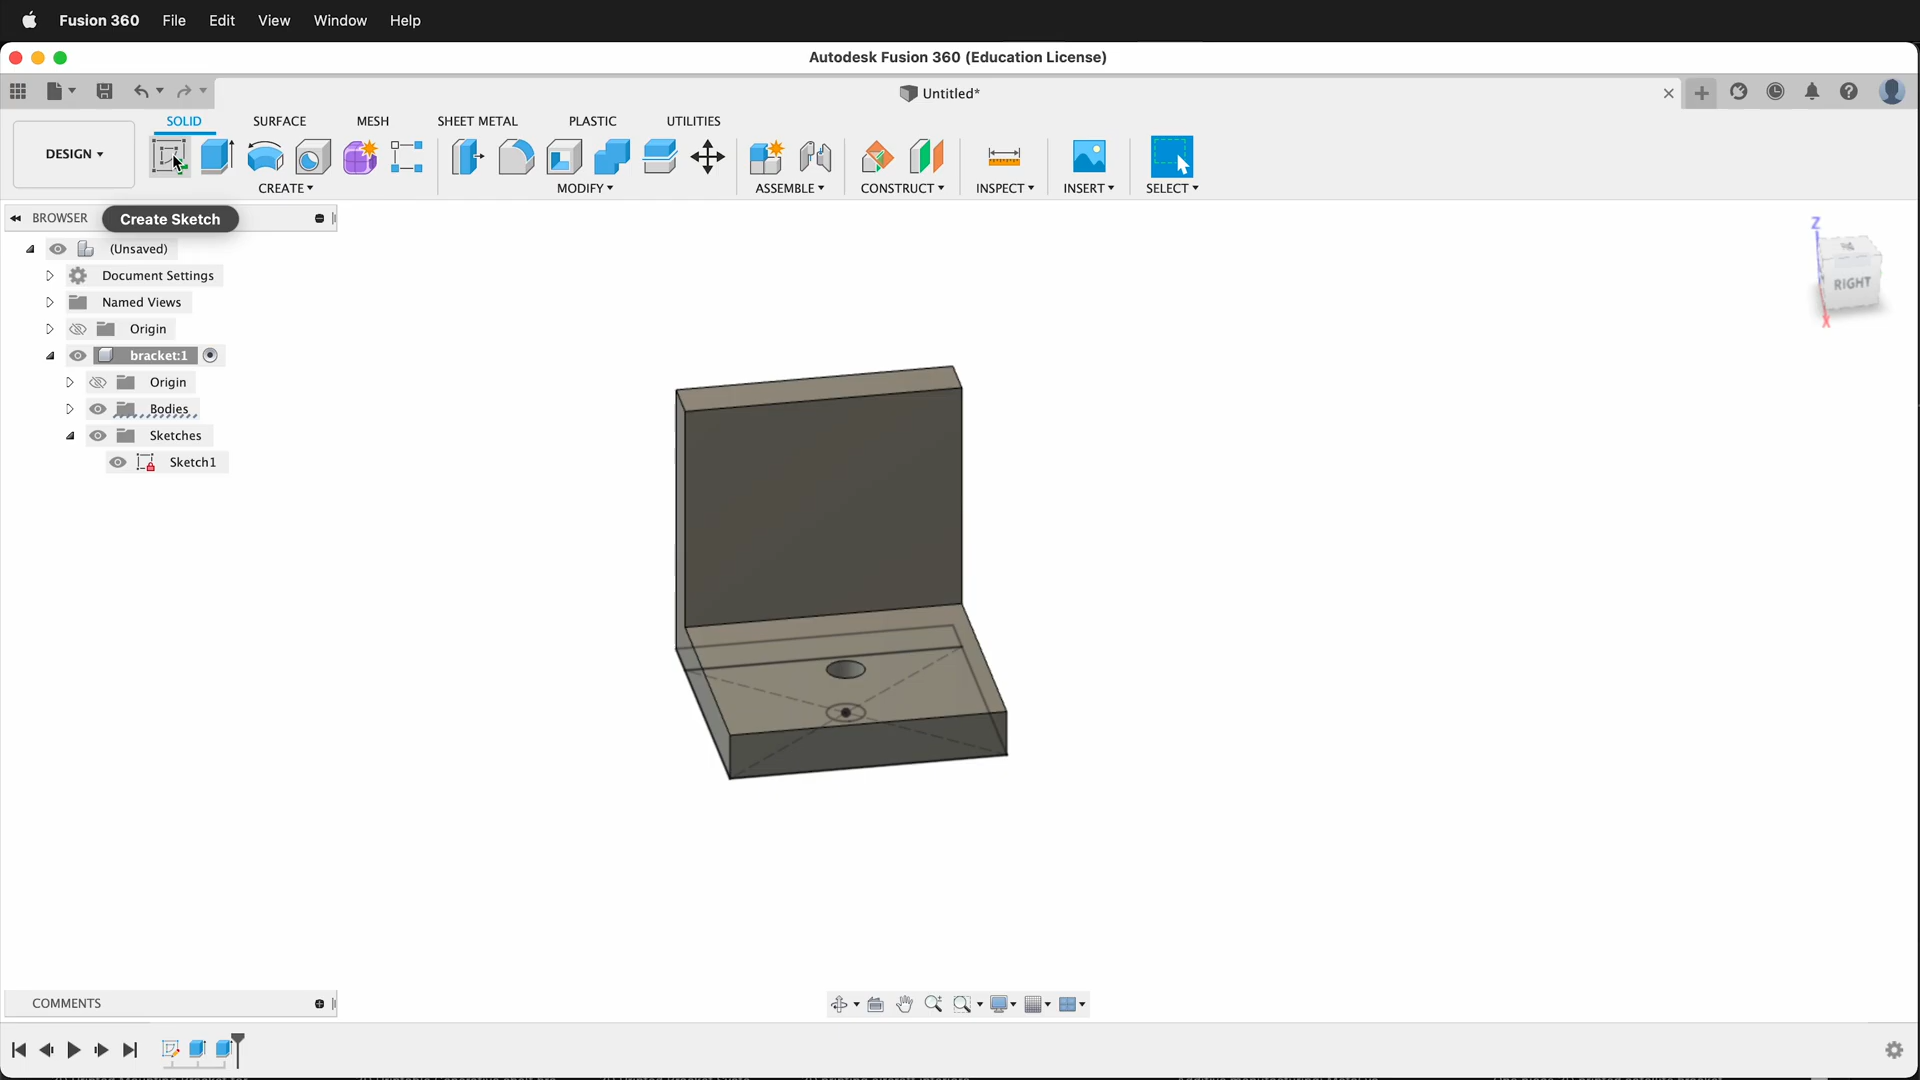 Fusion 360 File Edit View Window Help
Autodesk Fusion 360 (Education License)
Untitled*
SOLID SURFACE MESH SHEET METAL PLASTIC UTILITIES
DESIGN
CREATE MODIFY ASSEMBLE CONSTRUCT INSPECT INSERT SELECT
BROWSER
Create Sketch
(Unsaved)
Document Settings
Named Views
Origin
bracket:1
Origin
Bodies
Sketches
Sketch1
Z
RIGHT
X
COMMENTS